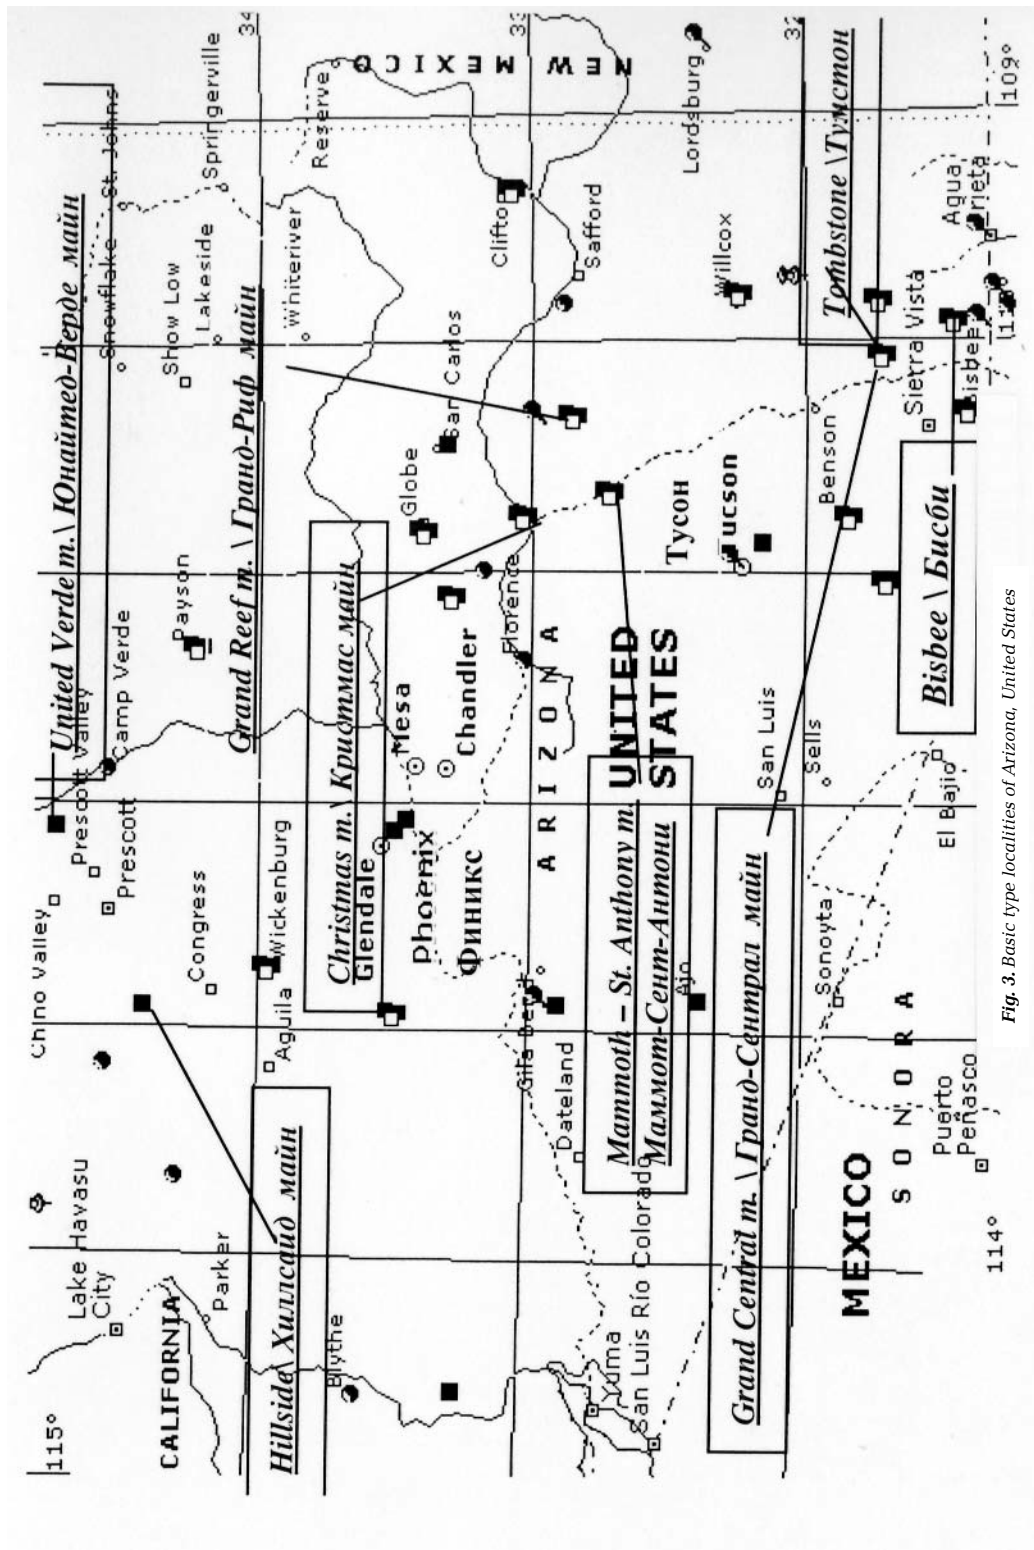 115°
CALIFORNIA
Lake Havasu
City
Parker
Blythe
Chino Valley
Prescott Valley
Prescott
Camp Verde
United Verde m. \ Юнайтед-Верде майн
Snowflake
St. Johns
Show Low
Lakeside
Springerville
Payson
Congress
Wickenburg
Aguila
Hillside \ Хиллсайд майн
Grand Reef m. \ Гранд-Риф майн
34
Whiteriver
Reserve
NEW MEXICO
Christmas m. \ Кристмас майн
Glendale
Mesa
Phoenix
Финикс
Chandler
Globe
San Carlos
Clifto
Florence
Safford
33
Gila Be
Dateland
ARIZONA
UNITED
STATES
Mammoth – St. Anthony m.
Маммот-Сент-Антони
Ajo
Yuma
San Luis Río Colorado
Тусон
ucson
Willcox
Lordsburg
32
Grand Central m. \ Гранд-Сентрал майн
San Luis
Sells
Benson
Tombstone \ Тумстон
Sonoyta
MEXICO
SONORA
Sierra Vista
Bisbee
Agua
rieta
Bisbee \ Бисби
El Bajio
Puerto
Peñasco
114°
109°
Fig. 3. Basic type localities of Arizona, United States